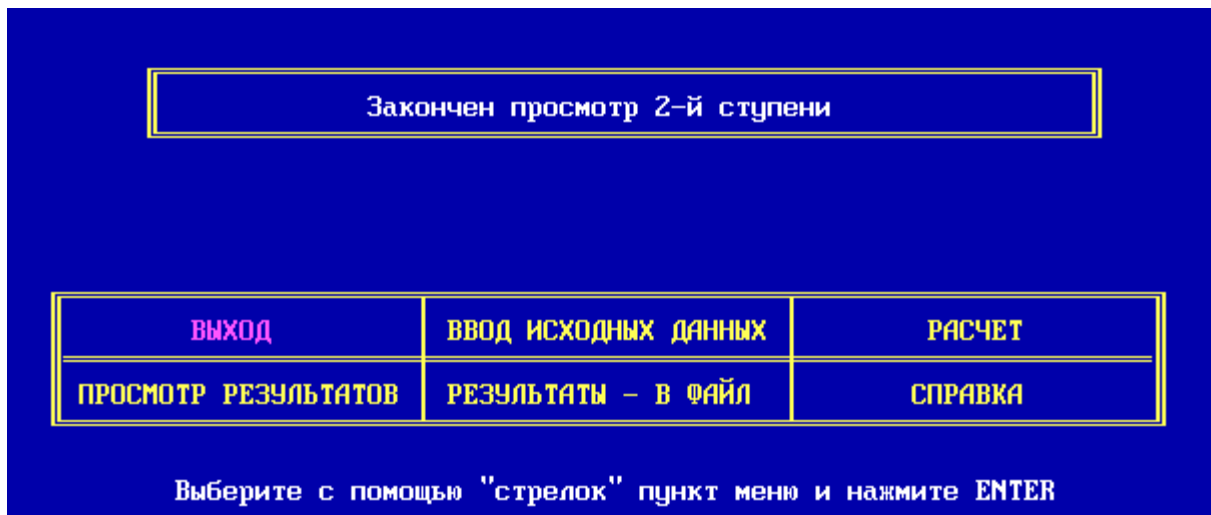 Закончен просмотр 2-й ступени
ВЫХОД ВВОД ИСХОДНЫХ ДАННЫХ РАСЧЕТ
ПРОСМОТР РЕЗУЛЬТАТОВ РЕЗУЛЬТАТЫ - В ФАЙЛ СПРАВКА
Выберите с помощью "стрелок" пункт меню и нажмите ENTER